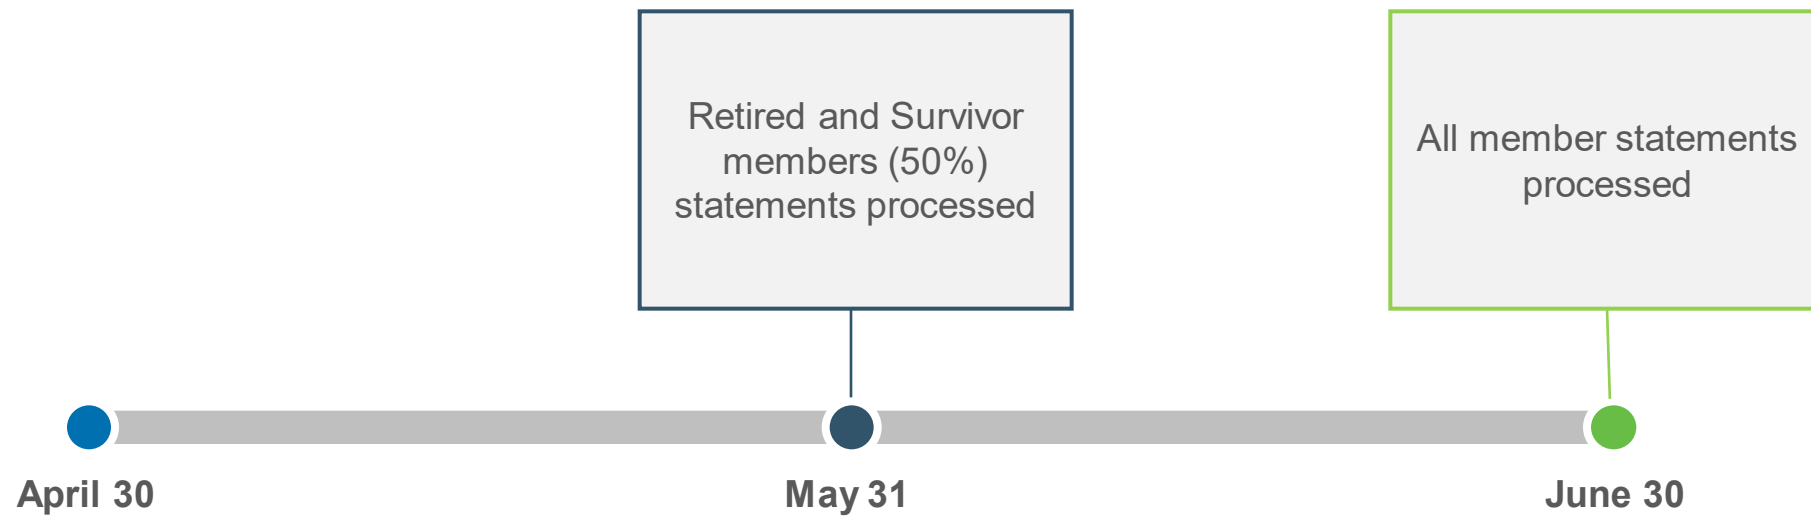 Retired and Survivor
members (50%)
statements processed
All member statements
processed
April 30
May 31
June 30